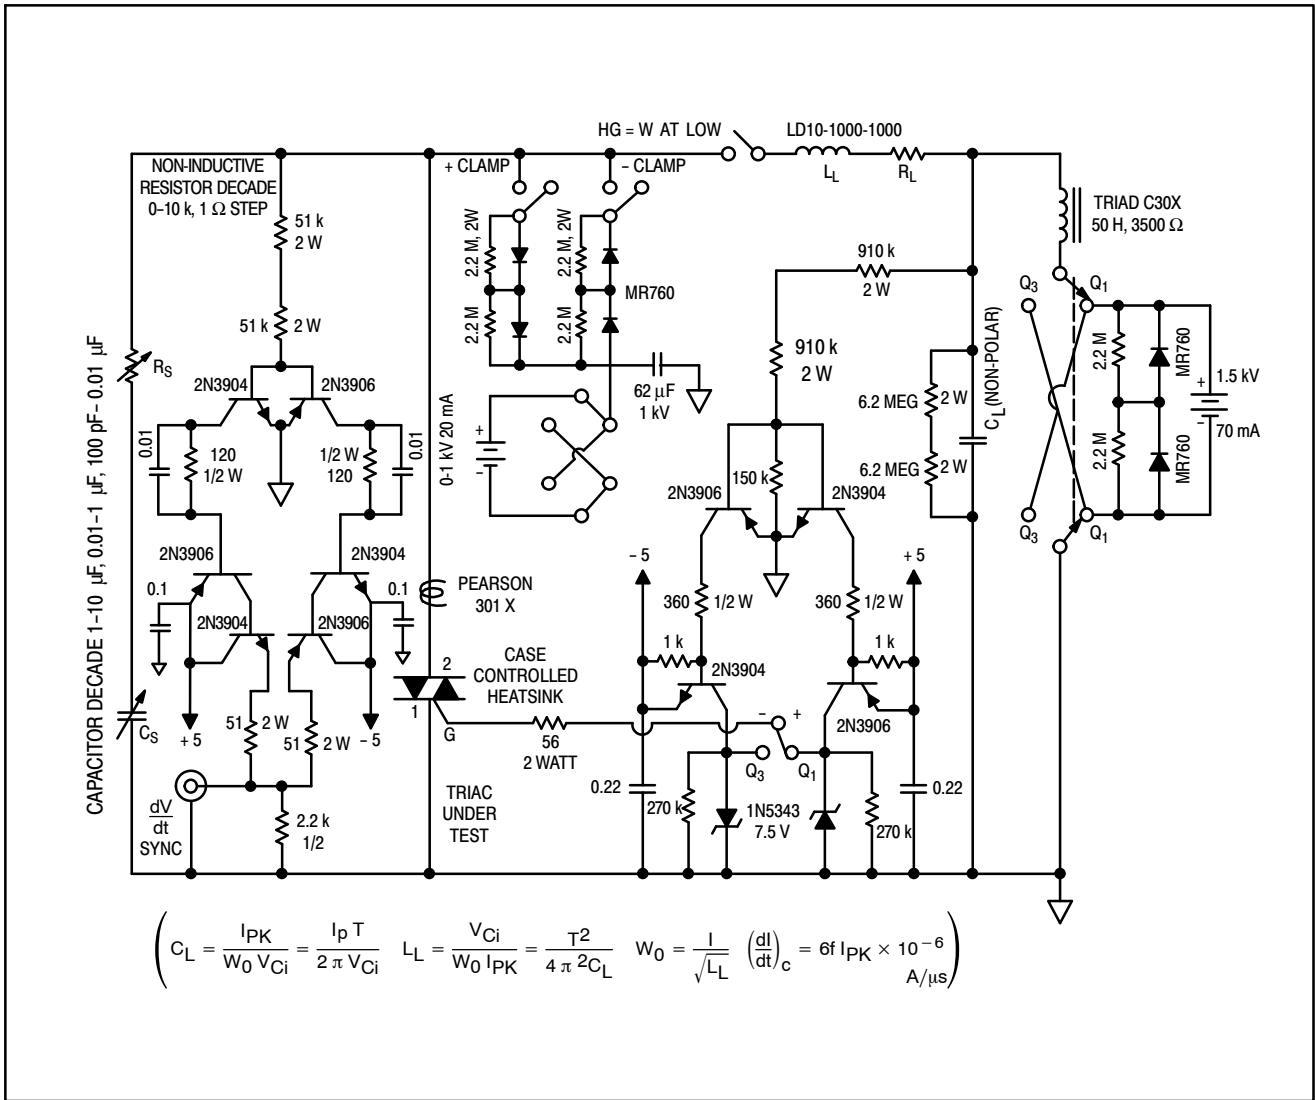 HG = W AT LOW
LD10-1000-1000
NON-INDUCTIVE
RESISTOR DECADE
0–10 k, 1 Ω STEP
+ CLAMP
– CLAMP
L_L
R_L
TRIAD C30X
50 H, 3500 Ω
51 k
2 W
2.2 M, 2W
2.2 M, 2W
910 k
2 W
Q3
Q1
51 k
2 W
2.2 M
2.2 M
MR760
910 k
2 W
C_L (NON-POLAR)
2.2 M
MR760
1.5 kV
+
–
70 mA
R_S
2N3904
2N3906
62 µF
1 kV
6.2 MEG
2 W
6.2 MEG
2 W
2.2 M
MR760
CAPACITOR DECADE 1–10 µF, 0.01–1 µF, 100 pF– 0.01 µF
0.01
120
1/2 W
1/2 W
120
0.01
0-1 kV 20 mA
+
–
150 k
2N3906
2N3904
Q3
Q1
2N3906
2N3904
0.1
0.1
PEARSON
301 X
– 5
+ 5
360
1/2 W
360
1/2 W
2N3904
2N3906
1 k
1 k
2
CASE
CONTROLLED
HEATSINK
2N3904
2N3906
1
G
56
2 WATT
–
+
C_S
+ 5
51
2 W
51
2 W
– 5
Q3
Q1
dV
dt
SYNC
2.2 k
1/2
TRIAC
UNDER
TEST
0.22
270 k
1N5343
7.5 V
270 k
0.22
(C_L = I_PK / W_0 V_Ci = I_p T / 2 π V_Ci L_L = V_Ci / W_0 I_PK = T^2 / 4 π^2 C_L W_0 = I / √L_L (dI/dt)_c = 6f I_PK × 10^–6
A/µs)